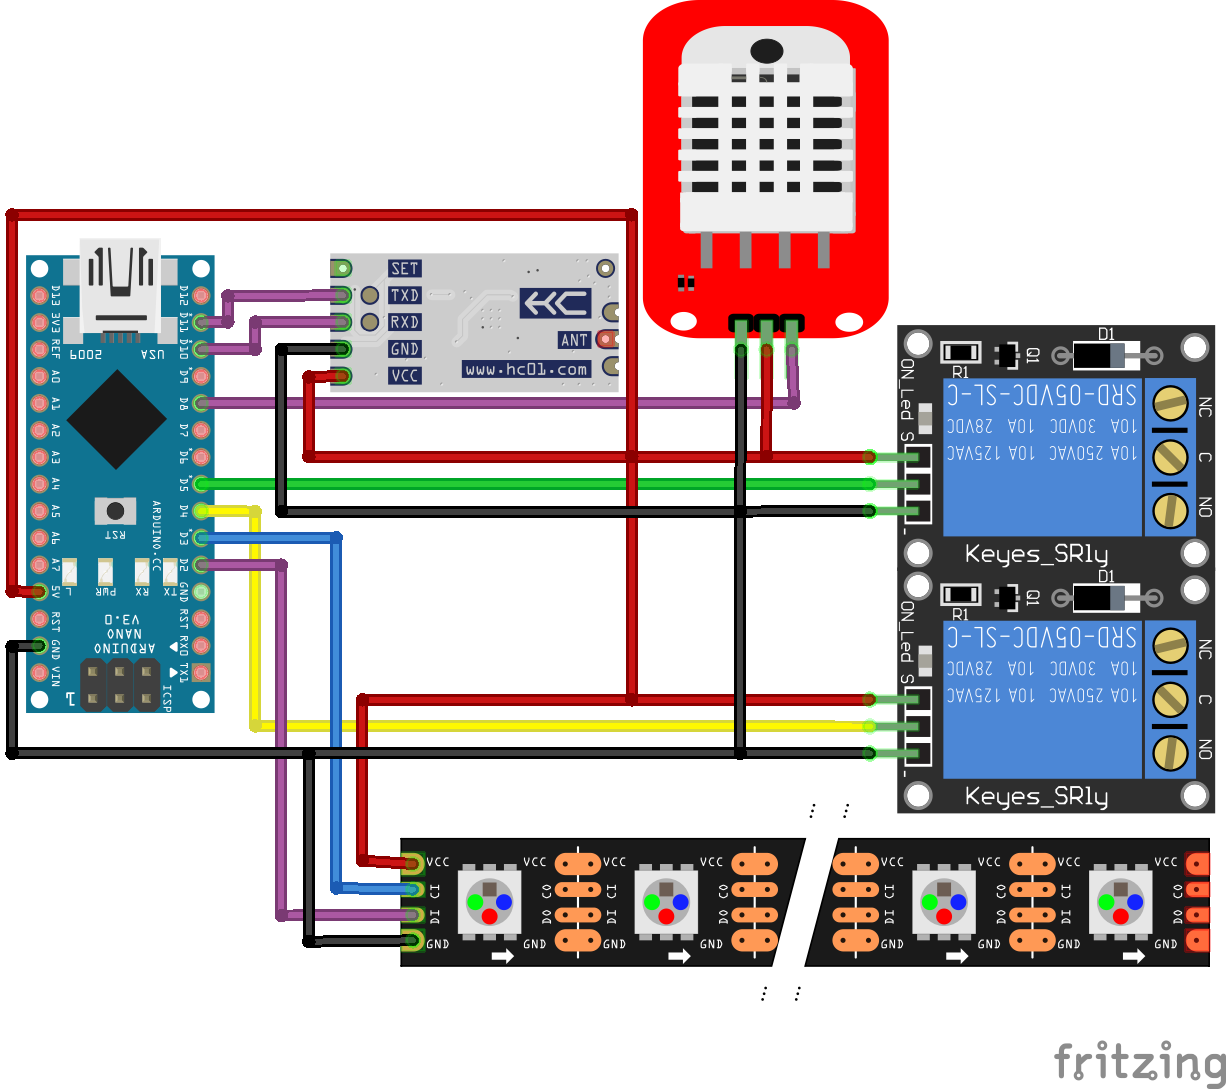 D13
3V3
REF
A0
A1
A2
A3
A4
A5
A6
A7
5V
RST
GND
VIN
D12
D11
D10
D9
D8
D7
D6
D5
D4
D3
D2
GND
RST
RX0
TX1
USA
2009
RST
ARDUINO.CC
L
PWR
RX
TX
ARDUINO
NANO
V3.0
1
ICSP
SET
TXD
RXD
GND
VCC
HC
ANT
www.hc01.com
ON_Led
S
-
R1
Q1
D1
SRD-05VDC-SL-C
10A 30VDC 10A 28VDC
10A 250VAC 10A 125VAC
NC
C
NO
Keyes_SRly
ON_Led
S
-
R1
Q1
D1
SRD-05VDC-SL-C
10A 30VDC 10A 28VDC
10A 250VAC 10A 125VAC
NC
C
NO
Keyes_SRly
VCC VCC VCC VCC VCC VCC VCC
CI CO CI CO CI CO CI CO
DI DO DI DO DI DO DI DO
GND GND GND GND GND GND GND
fritzing